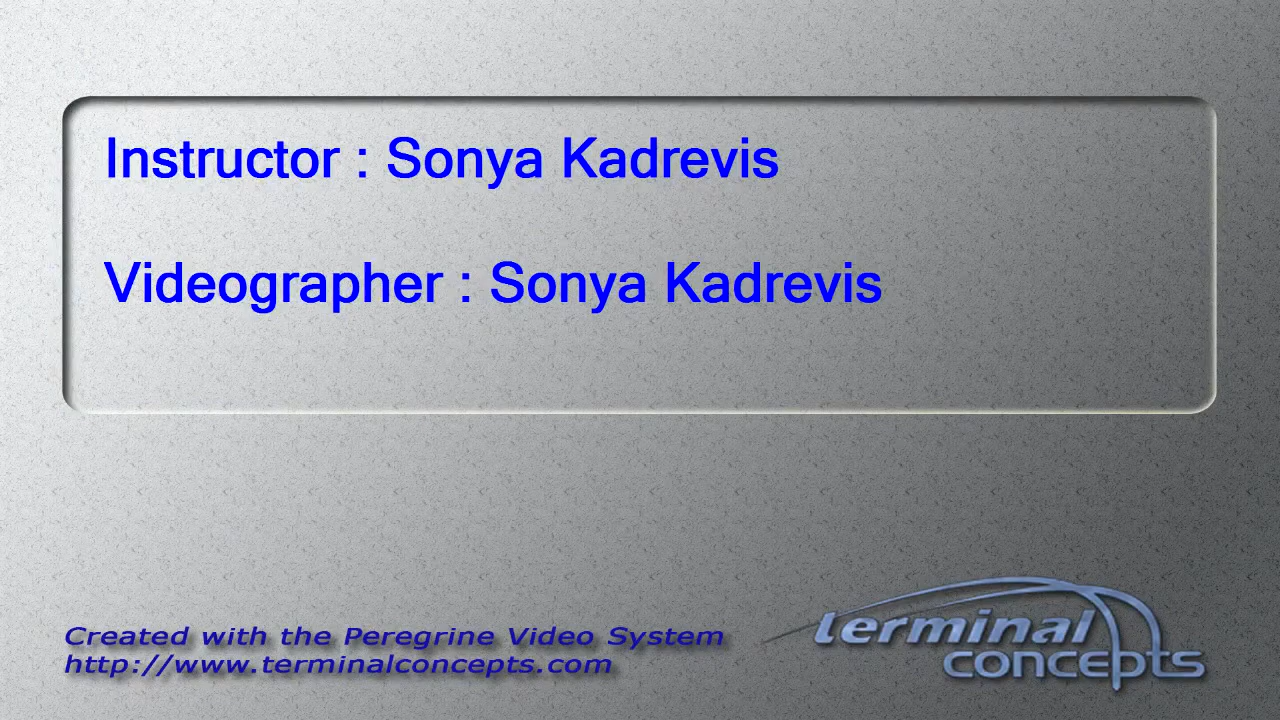 Instructor : Sonya Kadrevis
Videographer : Sonya Kadrevis
Created with the Peregrine Video System
http://www.terminalconcepts.com
terminal
concepts